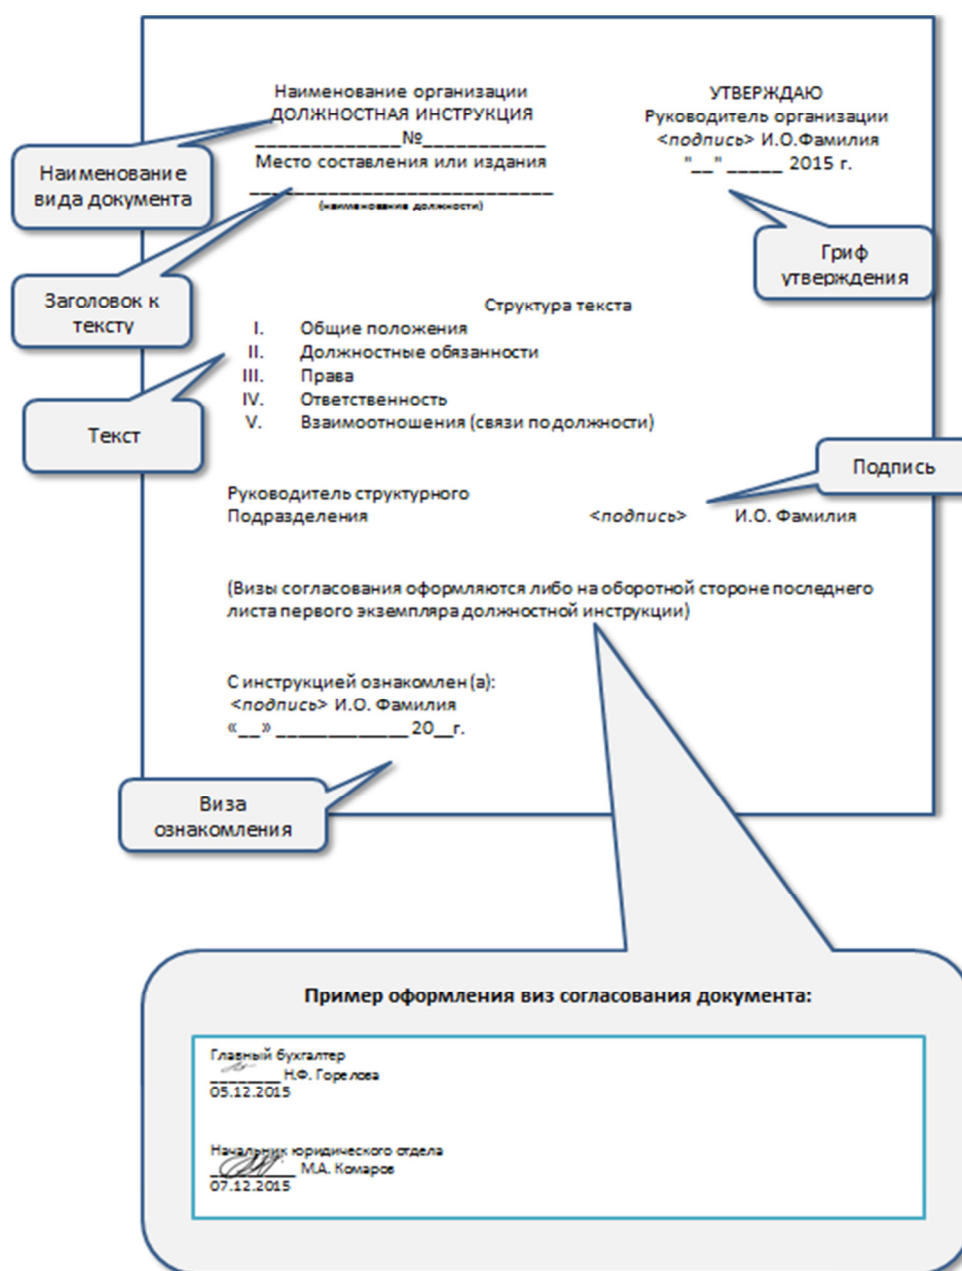 Наименование организации
ДОЛЖНОСТНАЯ ИНСТРУКЦИЯ
______________№____________
Место составления или издания
_____________________________
(наименование должности)
УТВЕРЖДАЮ
Руководитель организации
<подпись> И.О.Фамилия
"__" _____ 2015 г.
Наименование
вида документа
Гриф
утверждения
Заголовок к
тексту
Структура текста
I. Общие положения
II. Должностные обязанности
III. Права
IV. Ответственность
V. Взаимоотношения (связи по должности)
Текст
Подпись
Руководитель структурного
Подразделения <подпись> И.О. Фамилия
(Визы согласования оформляются либо на оборотной стороне последнего
листа первого экземпляра должностной инструкции)
С инструкцией ознакомлен (а):
<подпись> И.О. Фамилия
«__» _____________ 20__г.
Виза
ознакомления
Пример оформления виз согласования документа:
Главный бухгалтер
________ Н.Ф. Горелова
05.12.2015
Начальник юридического отдела
__________ М.А. Комаров
07.12.2015